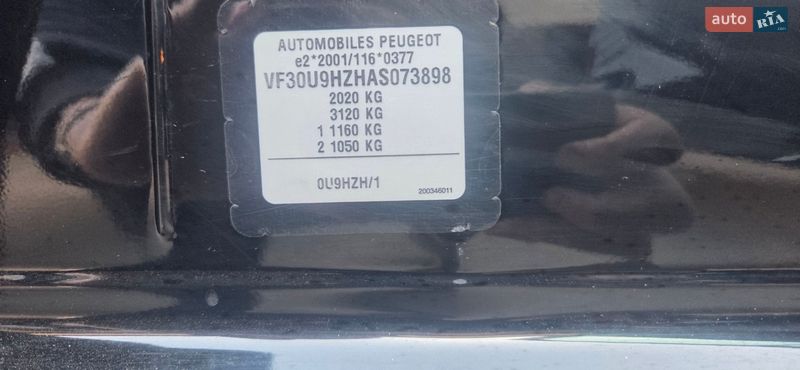 auto RIA
.com
AUTOMOBILES PEUGEOT
e2*2001/116*0377
VF30U9HZHAS073898
2020 KG
3120 KG
1 1160 KG
2 1050 KG
0U9HZH/1
200346011